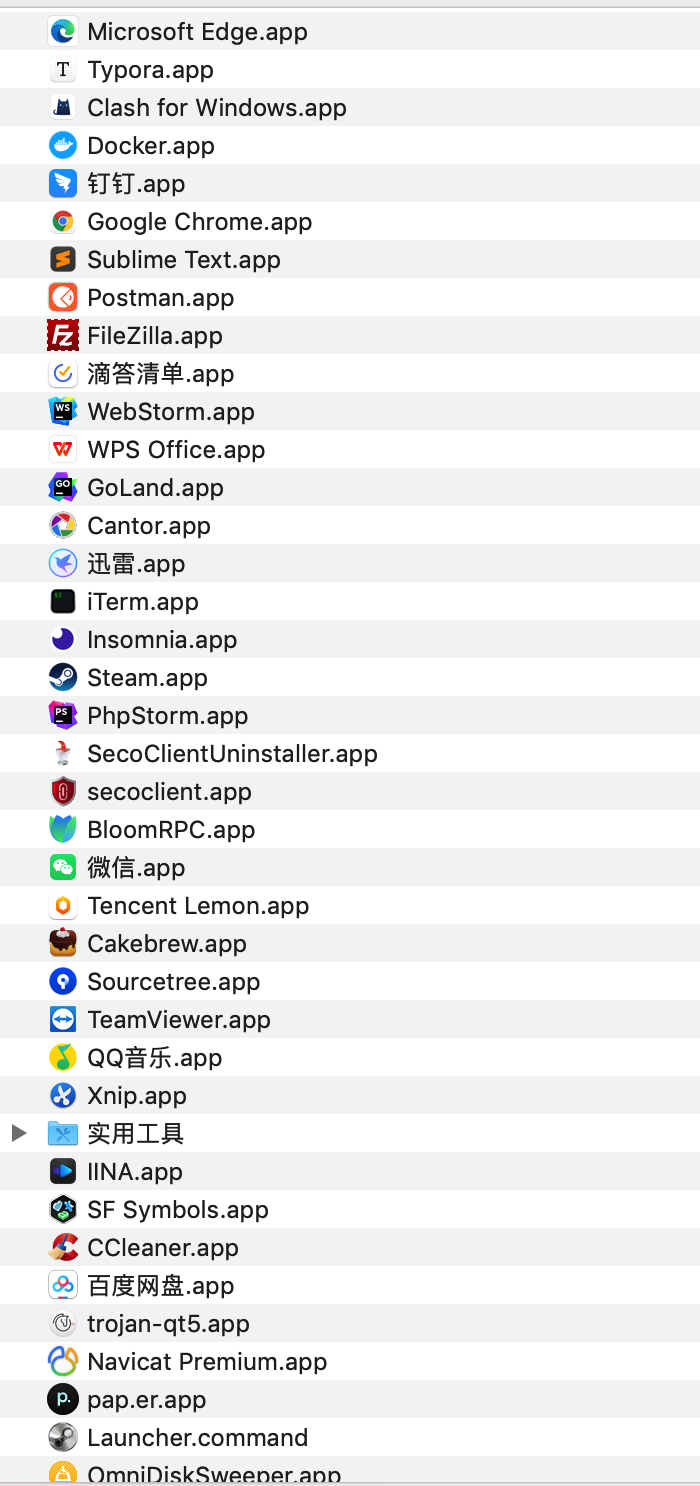 Microsoft Edge.app
Typora.app
Clash for Windows.app
Docker.app
钉钉.app
Google Chrome.app
Sublime Text.app
Postman.app
FileZilla.app
滴答清单.app
WebStorm.app
WPS Office.app
GoLand.app
Cantor.app
迅雷.app
iTerm.app
Insomnia.app
Steam.app
PhpStorm.app
SecoClientUninstaller.app
secoclient.app
BloomRPC.app
微信.app
Tencent Lemon.app
Cakebrew.app
Sourcetree.app
TeamViewer.app
QQ音乐.app
Xnip.app
实用工具
IINA.app
SF Symbols.app
CCleaner.app
百度网盘.app
trojan-qt5.app
Navicat Premium.app
pap.er.app
Launcher.command
OmniDiskSweeper.app